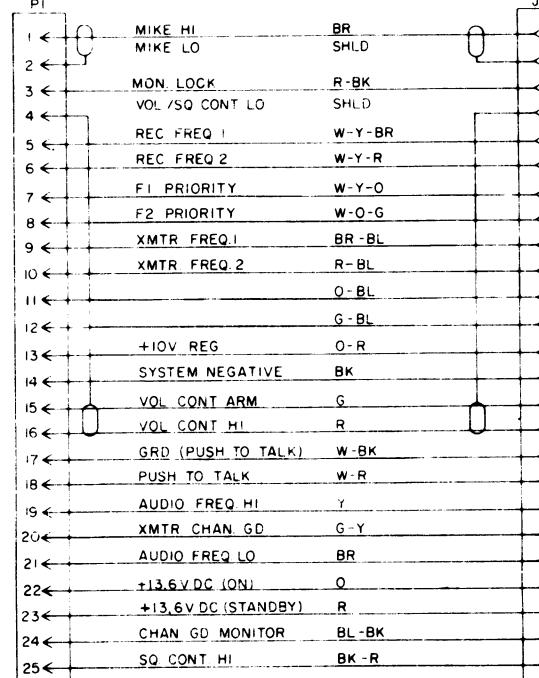 P1 J
1 MIKE HI BR
MIKE LO SHLD
2
3 MON. LOCK R-BK
4 VOL/SQ CONT LO SHLD
5 REC FREQ 1 W-Y-BR
6 REC FREQ 2 W-Y-R
7 F1 PRIORITY W-Y-O
8 F2 PRIORITY W-O-G
9 XMTR FREQ.1 BR-BL
10 XMTR FREQ.2 R-BL
11 O-BL
12 G-BL
13 +10V REG O-R
14 SYSTEM NEGATIVE BK
15 VOL CONT ARM G
16 VOL CONT HI R
17 GRD (PUSH TO TALK) W-BK
18 PUSH TO TALK W-R
19 AUDIO FREQ HI Y
20 XMTR CHAN. GD G-Y
21 AUDIO FREQ LO BR
22 +13.6V DC (ON) O
23 +13.6V DC (STANDBY) R
24 CHAN GD MONITOR BL-BK
25 SQ CONT HI BK-R